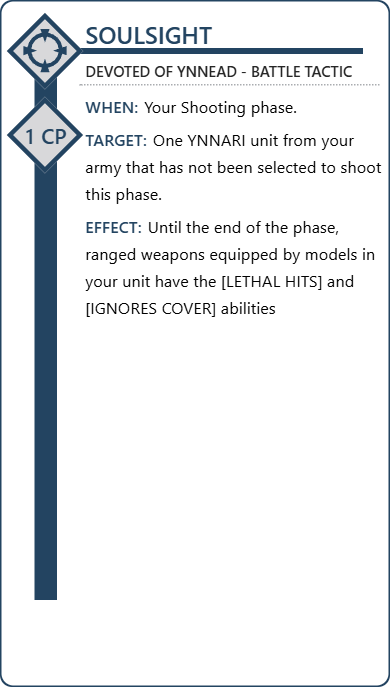 SOULSIGHT
DEVOTED OF YNNEAD - BATTLE TACTIC
WHEN: Your Shooting phase.
1 CP
TARGET: One YNNARI unit from your
army that has not been selected to shoot
this phase.
EFFECT: Until the end of the phase,
ranged weapons equipped by models in
your unit have the [LETHAL HITS] and
[IGNORES COVER] abilities